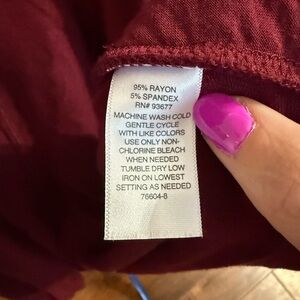 95% RAYON
5% SPANDEX
RN# 93677
MACHINE WASH COLD
GENTLE CYCLE
WITH LIKE COLORS
USE ONLY NON-
CHLORINE BLEACH
WHEN NEEDED
TUMBLE DRY LOW
IRON ON LOWEST
SETTING AS NEEDED
76604-8